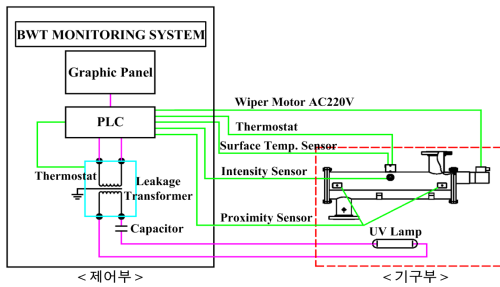 BWT MONITORING SYSTEM
Graphic Panel
PLC
Wiper Motor AC220V
Thermostat
Surface Temp. Sensor
Thermostat
Leakage
Transformer
Intensity Sensor
Proximity Sensor
Capacitor
UV Lamp
< 제어부 >
< 기구부 >